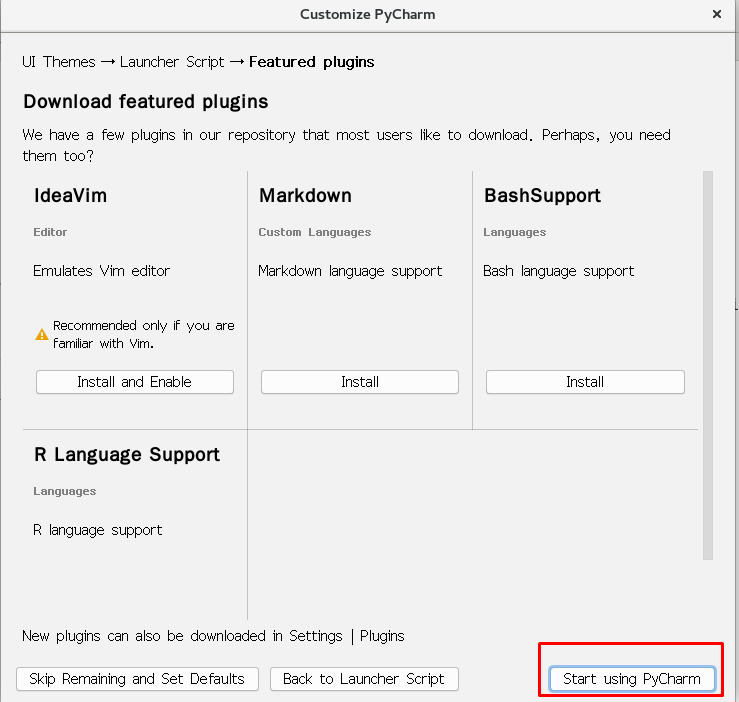 Customize PyCharm
UI Themes → Launcher Script → Featured plugins
Download featured plugins
We have a few plugins in our repository that most users like to download. Perhaps, you need
them too?
IdeaVim
Editor
Emulates Vim editor
Recommended only if you are
familiar with Vim.
Install and Enable
Markdown
Custom Languages
Markdown language support
Install
BashSupport
Languages
Bash language support
Install
R Language Support
Languages
R language support
New plugins can also be downloaded in Settings | Plugins
Skip Remaining and Set Defaults
Back to Launcher Script
Start using PyCharm